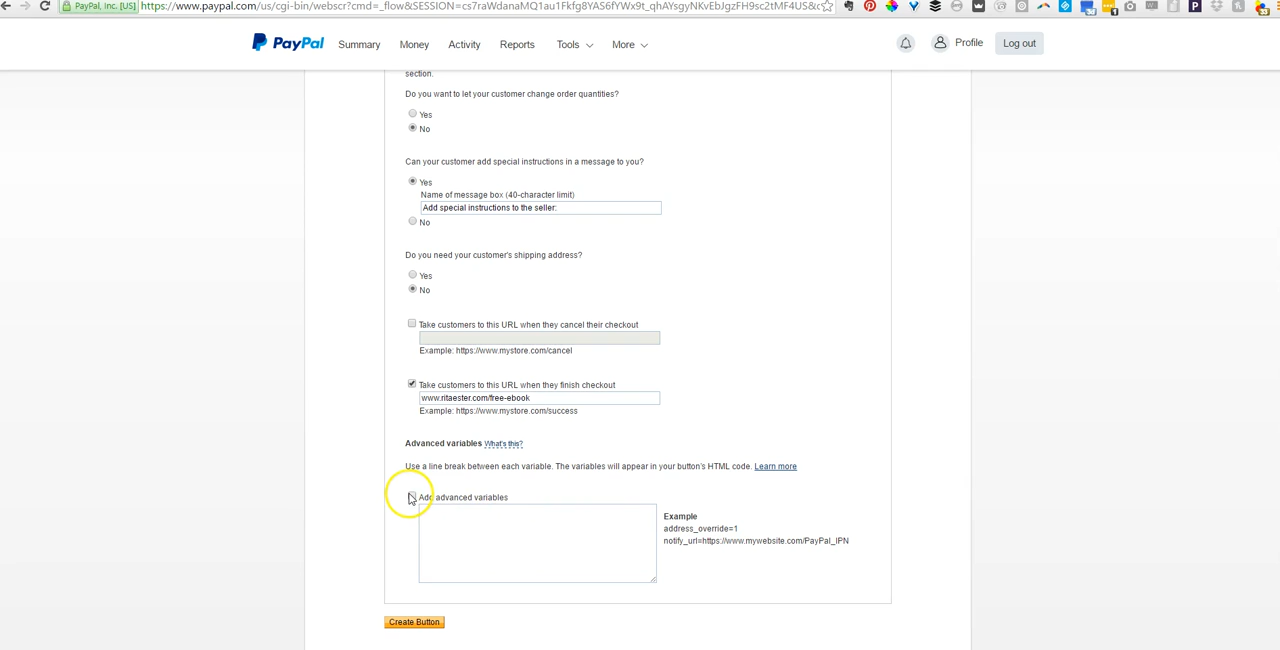 PayPal, Inc. [US] https://www.paypal.com/us/cgi-bin/webscr?cmd=_flow&SESSION=
PayPal Summary Money Activity Reports Tools More Profile Log out
section.
Do you want to let your customer change order quantities?
Yes
No
Can your customer add special instructions in a message to you?
Yes
Name of message box (40-character limit)
Add special instructions to the seller:
No
Do you need your customer's shipping address?
Yes
No
Take customers to this URL when they cancel their checkout
Example: https://www.mystore.com/cancel
Take customers to this URL when they finish checkout
www.ritaester.com/free-ebook
Example: https://www.mystore.com/success
Advanced variables What's this?
Use a line break between each variable. The variables will appear in your button's HTML code. Learn more
Add advanced variables
Example
address_override=1
notify_url=https://www.mywebsite.com/PayPal_IPN
Create Button